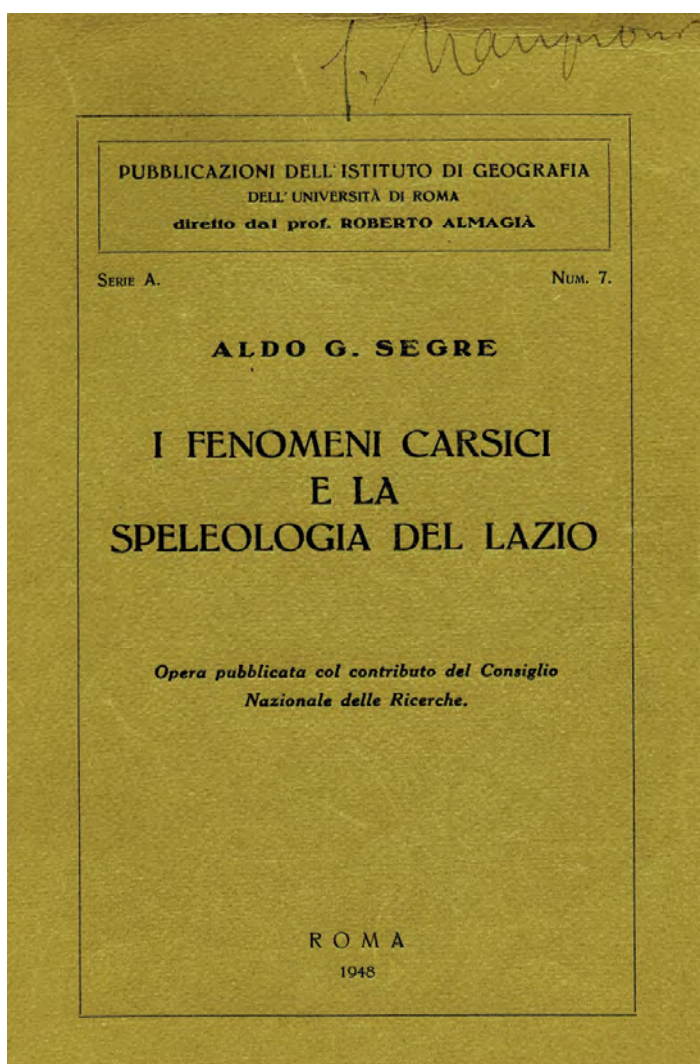 PUBBLICAZIONI DELL'ISTITUTO DI GEOGRAFIA
DELL'UNIVERSITÀ DI ROMA
diretto dal prof. ROBERTO ALMAGIÀ
SERIE A. NUM. 7.
ALDO G. SEGRE
I FENOMENI CARSICI
E LA
SPELEOLOGIA DEL LAZIO
Opera pubblicata col contributo del Consiglio
Nazionale delle Ricerche.
ROMA
1948